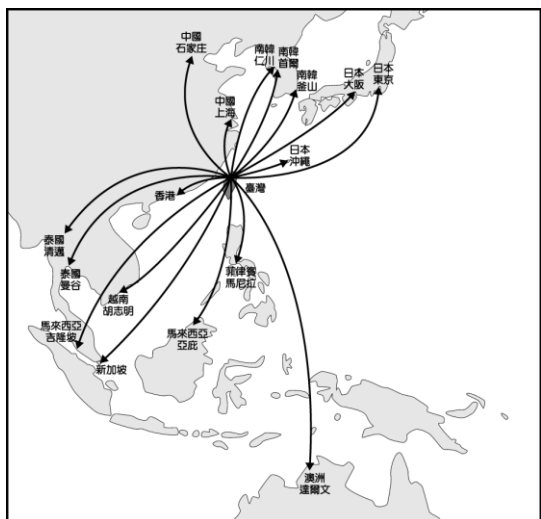 中國
石家庄
南韓
仁川
南韓
首爾
南韓
釜山
日本
大阪
日本
東京
中國
上海
日本
沖繩
香港
臺灣
泰國
清邁
泰國
曼谷
越南
胡志明
菲律賓
馬尼拉
馬來西亞
吉隆坡
馬來西亞
亞庇
新加坡
澳洲
達爾文